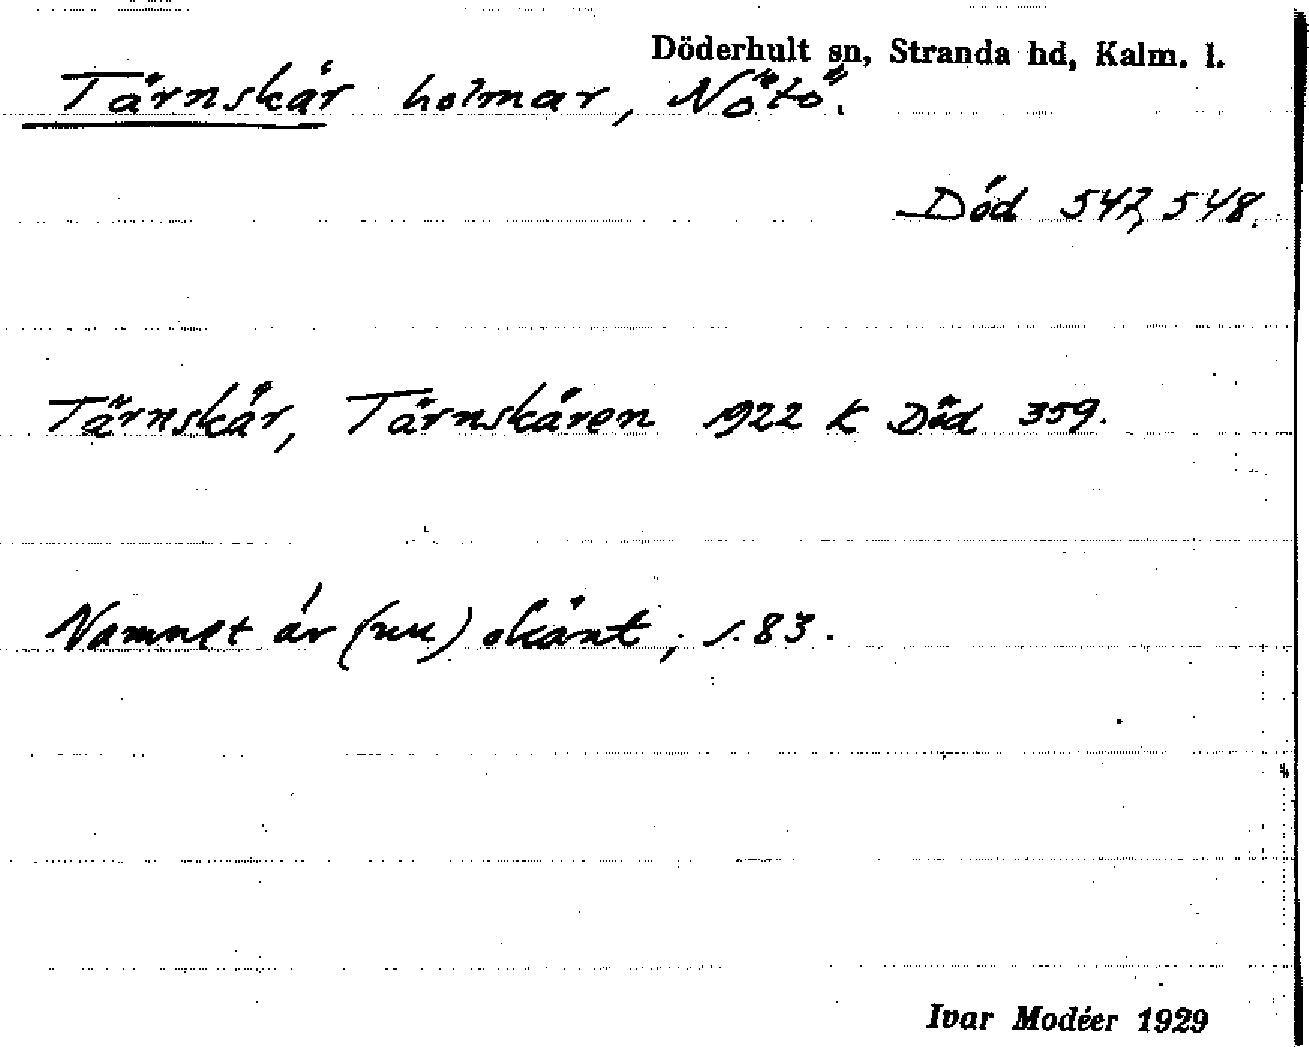 Döderhult sn, Stranda hd, Kalm. l.
Tärnskär holmar, Nötö.
Död 547, 548.
Tärnskär, Tärnskären 1922 k Död 359.
Namnet är (nu) okänt, s. 83.
Ivar Modéer 1929